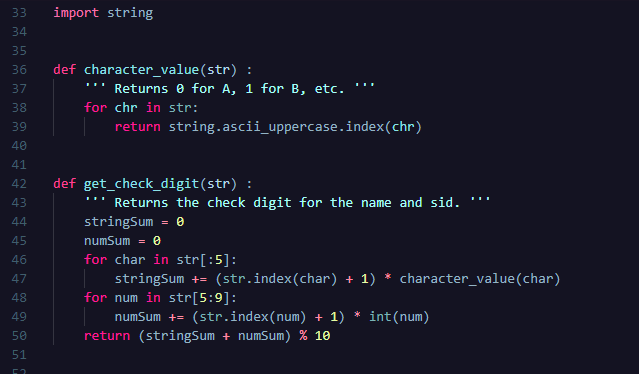 33 import string
34
35
36 def character_value(str) :
37     ''' Returns 0 for A, 1 for B, etc. '''
38     for chr in str:
39         return string.ascii_uppercase.index(chr)
40
41
42 def get_check_digit(str) :
43     ''' Returns the check digit for the name and sid. '''
44     stringSum = 0
45     numSum = 0
46     for char in str[:5]:
47         stringSum += (str.index(char) + 1) * character_value(char)
48     for num in str[5:9]:
49         numSum += (str.index(num) + 1) * int(num)
50     return (stringSum + numSum) % 10
51